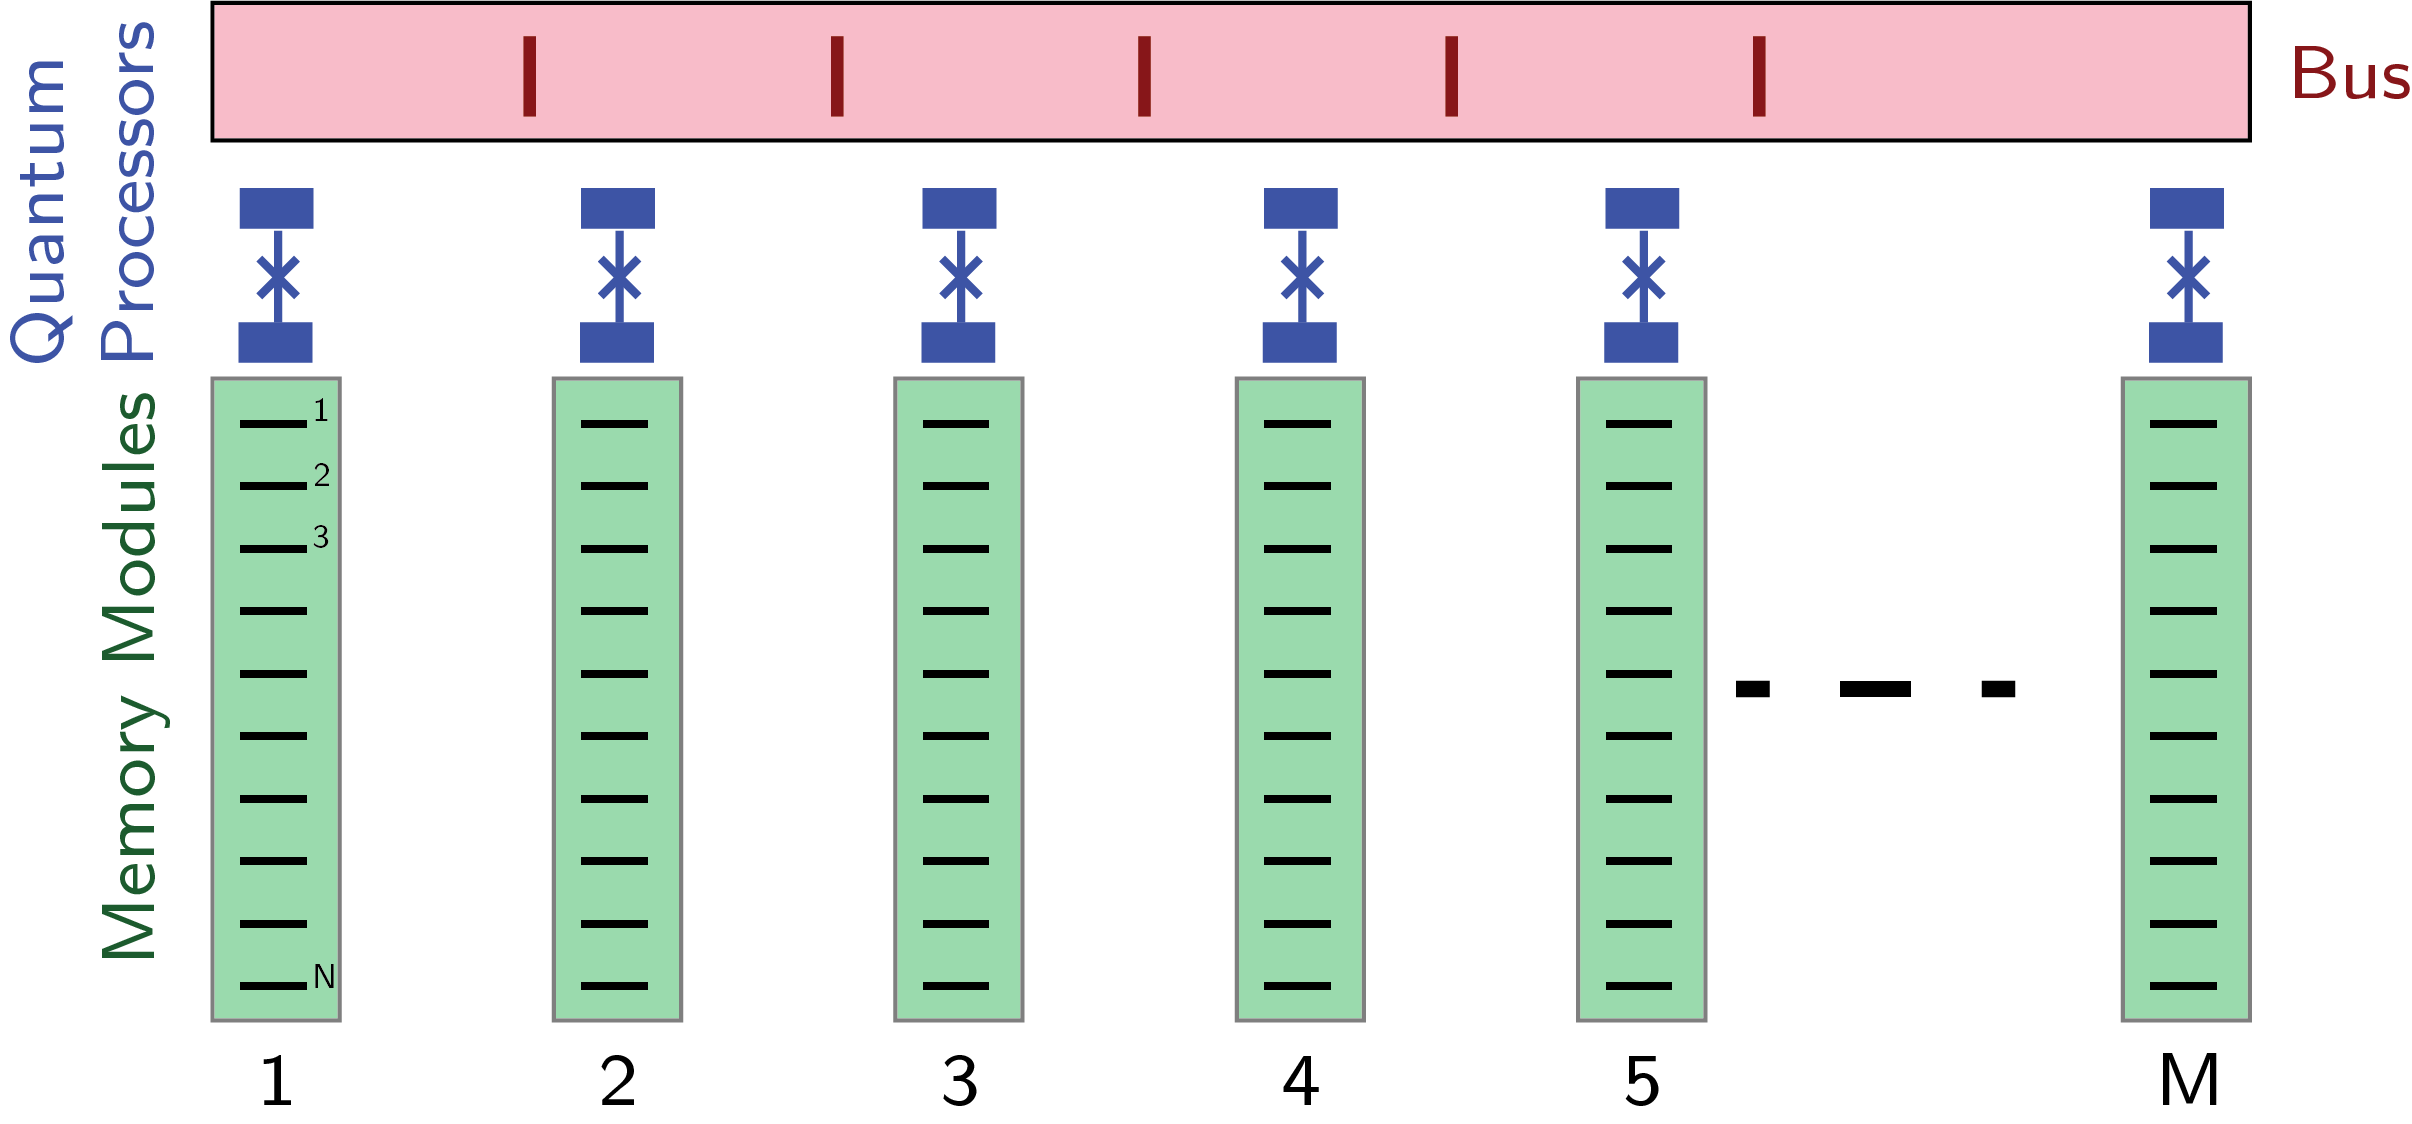 Quantum
Processors
Bus
Memory Modules
1
2
3
N
1 2 3 4 5 M